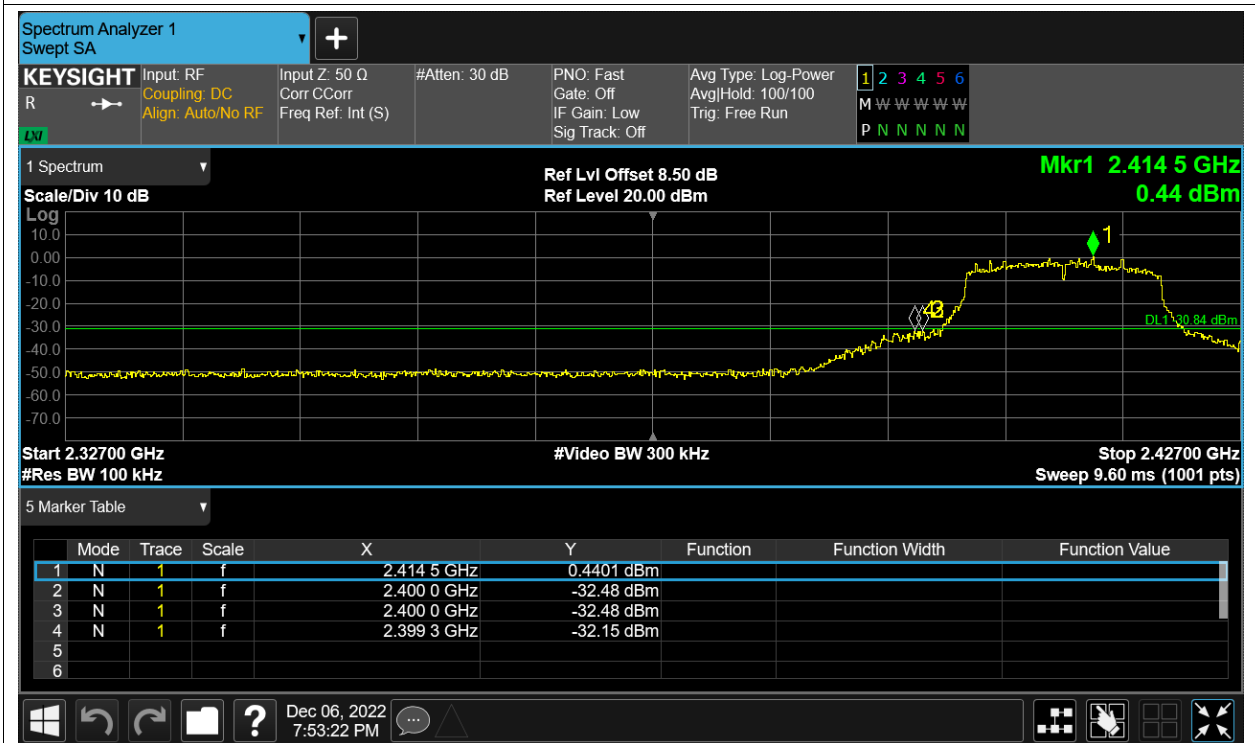 Spectrum Analyzer 1
Swept SA
KEYSIGHT Input: RF Input Z: 50 Ω #Atten: 30 dB PNO: Fast Avg Type: Log-Power 1 2 3 4 5 6
R Coupling: DC Corr CCorr Gate: Off Avg|Hold: 100/100 M W W W W W
Align: Auto/No RF Freq Ref: Int (S) IF Gain: Low Trig: Free Run
LXI Sig Track: Off P N N N N N
1 Spectrum Ref Lvl Offset 8.50 dB Mkr1 2.414 5 GHz
Scale/Div 10 dB Ref Level 20.00 dBm 0.44 dBm
Log
10.0
1
0.00
-10.0
-20.0
-30.0
DL1 -30.84 dBm
-40.0
-50.0
-60.0
-70.0
Start 2.32700 GHz #Video BW 300 kHz Stop 2.42700 GHz
#Res BW 100 kHz Sweep 9.60 ms (1001 pts)
5 Marker Table
Mode Trace Scale X Y Function Function Width Function Value
1 N 1 f 2.414 5 GHz 0.4401 dBm
2 N 1 f 2.400 0 GHz -32.48 dBm
3 N 1 f 2.400 0 GHz -32.48 dBm
4 N 1 f 2.399 3 GHz -32.15 dBm
5
6
? Dec 06, 2022
7:53:22 PM